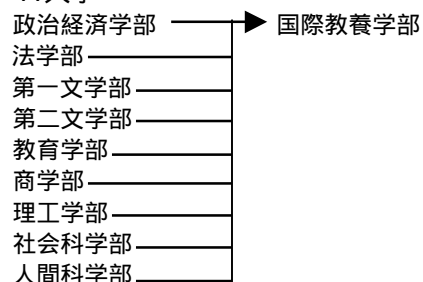 政治経済学部 国際教養学部
法学部
第一文学部
第二文学部
教育学部
商学部
理工学部
社会科学部
人間科学部